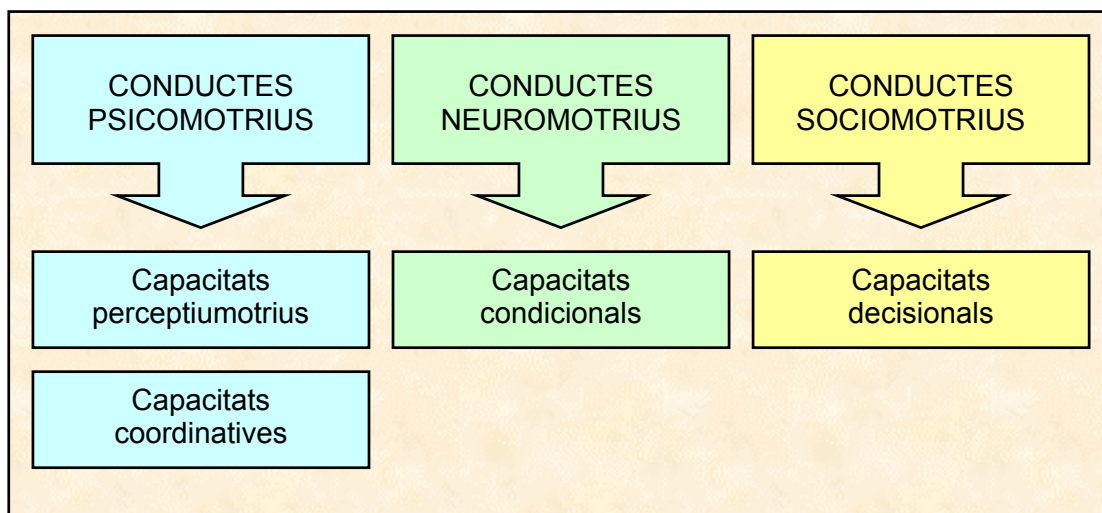 CONDUCTES
PSICOMOTRIUS
CONDUCTES
NEUROMOTRIUS
CONDUCTES
SOCIOMOTRIUS
Capacitats
perceptiumotrius
Capacitats
condicionals
Capacitats
decisionals
Capacitats
coordinatives